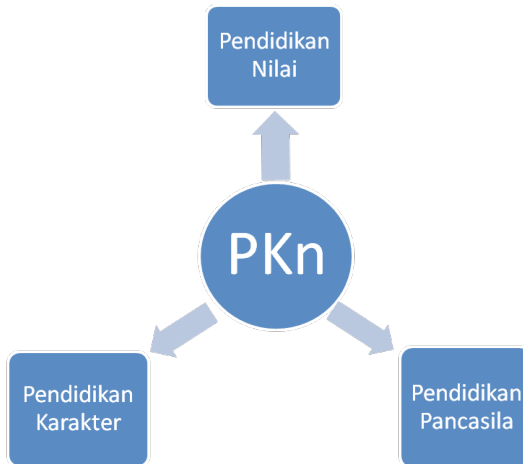 Pendidikan
Nilai
PKn
Pendidikan
Karakter
Pendidikan
Pancasila